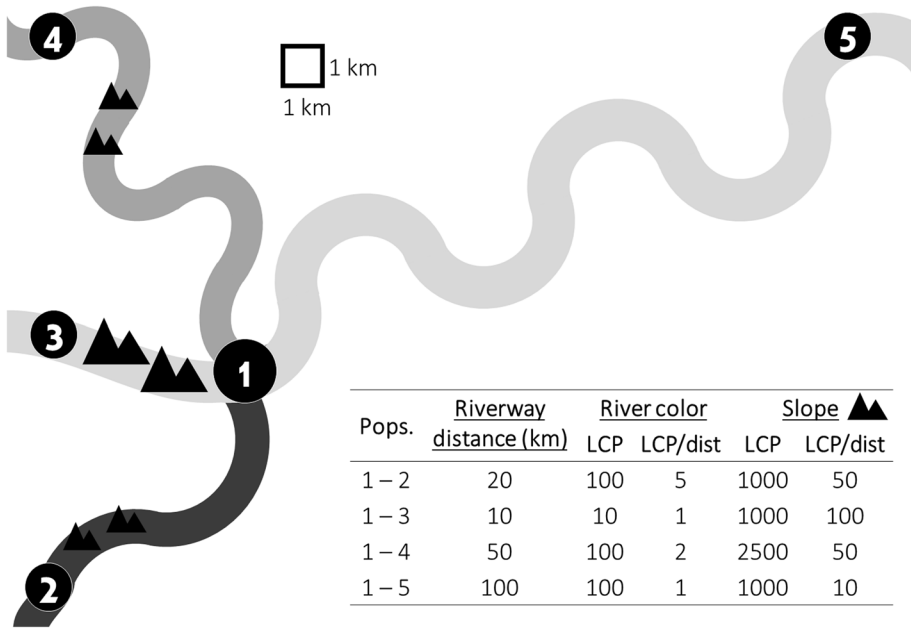 4
5
1 km
1 km
3
1
2
Pops. Riverway distance (km) River color Slope
LCP LCP/dist LCP LCP/dist
1 – 2 20 100 5 1000 50
1 – 3 10 10 1 1000 100
1 – 4 50 100 2 2500 50
1 – 5 100 100 1 1000 10